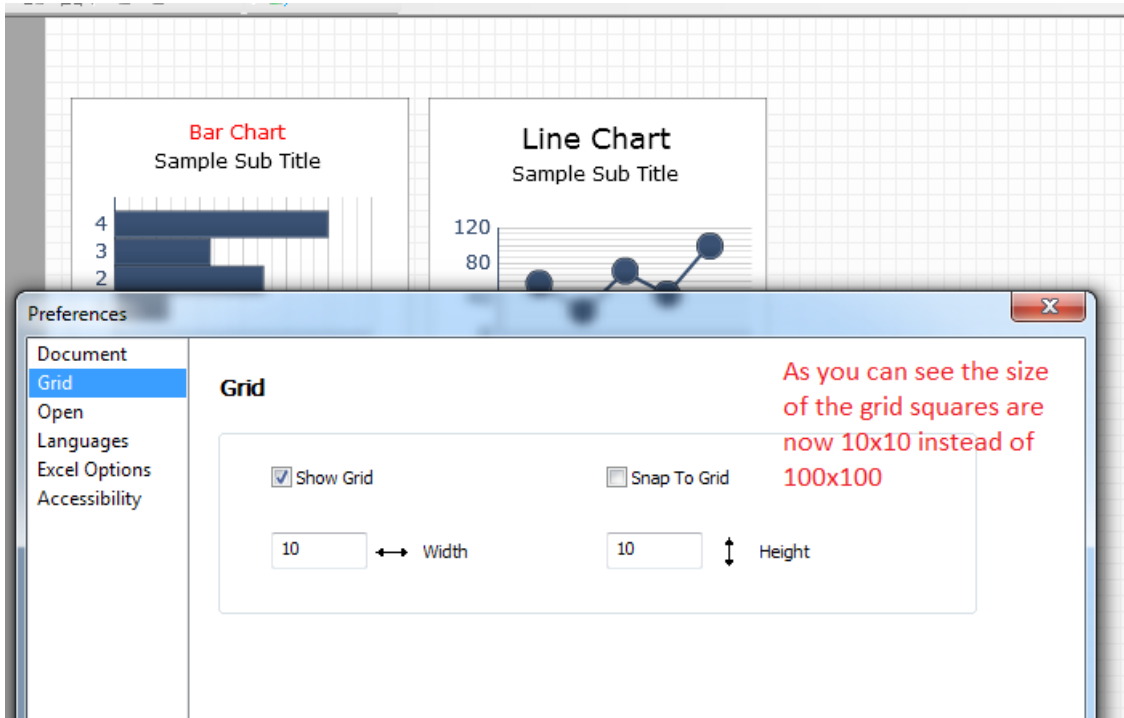 Bar Chart
Sample Sub Title
4
3
2
Line Chart
Sample Sub Title
120
80
Preferences
Document
Grid
Open
Languages
Excel Options
Accessibility
Grid
As you can see the size
of the grid squares are
now 10x10 instead of
100x100
Show Grid
Snap To Grid
10
Width
10
Height